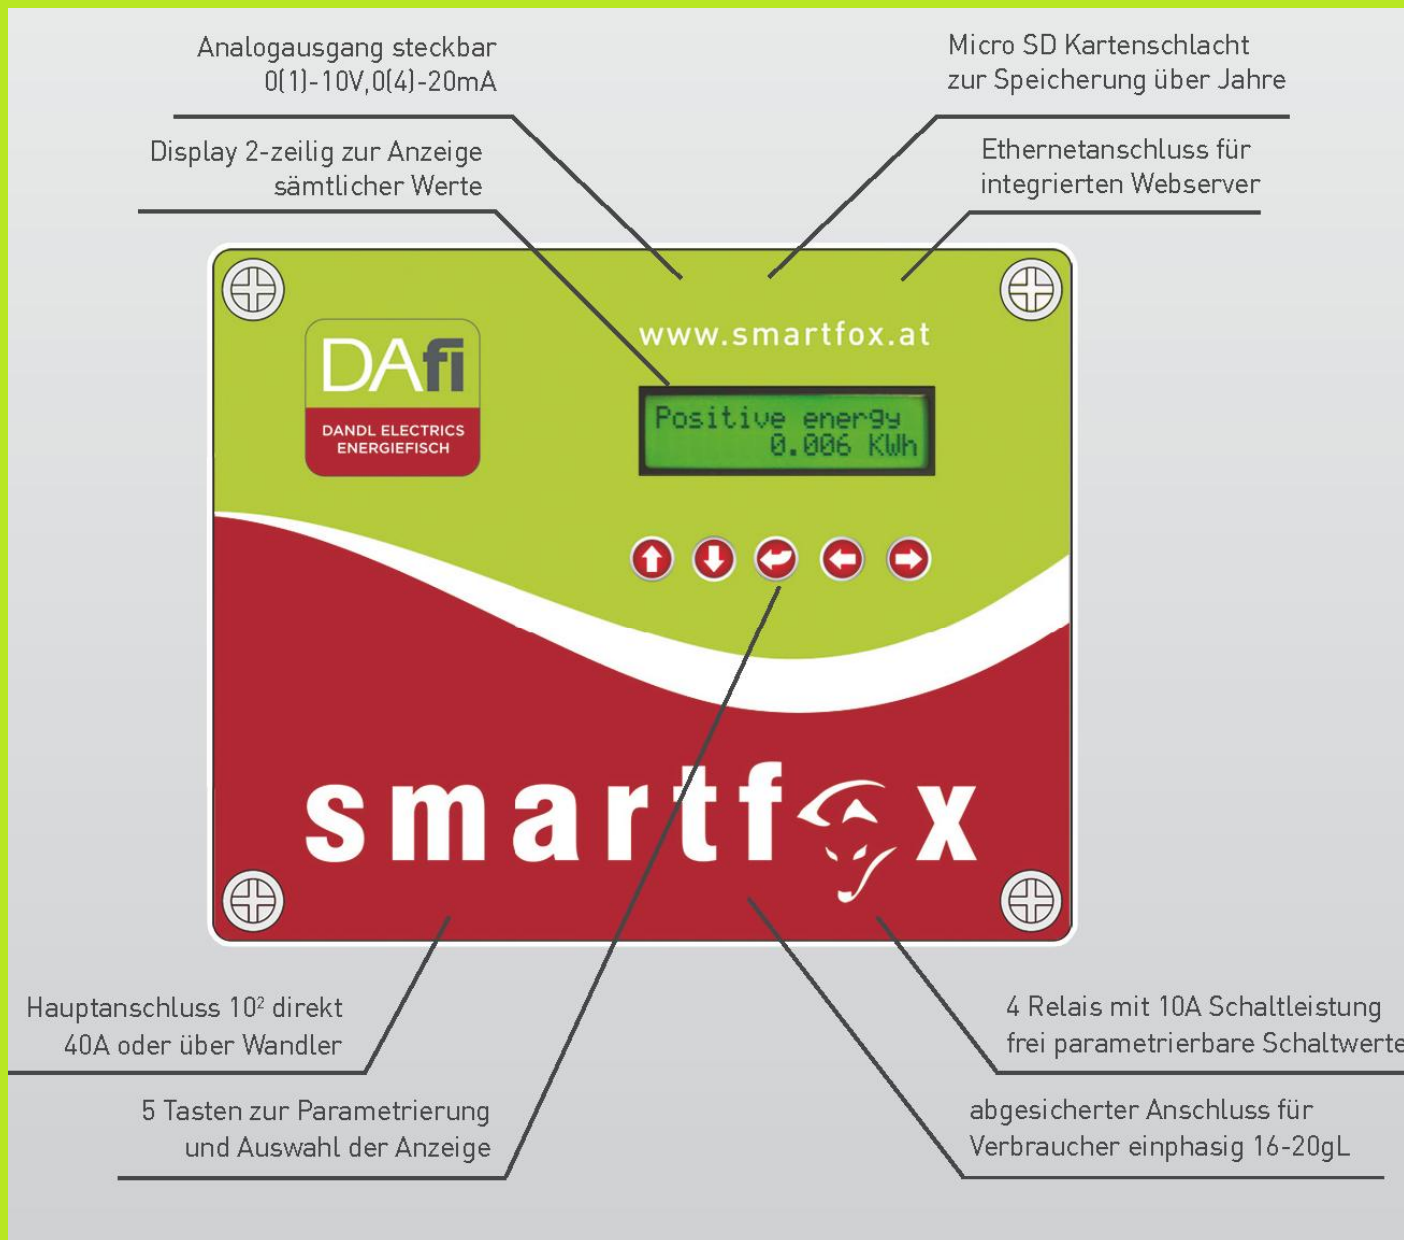 Analogausgang steckbar
0(1)-10V,0(4)-20mA
Micro SD Kartenschlacht
zur Speicherung über Jahre
Display 2-zeilig zur Anzeige
sämtlicher Werte
Ethernetanschluss für
integrierten Webserver
www.smartfox.at
DAfi
DANDL ELECTRICS
ENERGIEFISCH
Positive energy
0.006 KWh
smartfox
Hauptanschluss 10² direkt
40A oder über Wandler
4 Relais mit 10A Schaltleistung
frei parametrierbare Schaltwerte
5 Tasten zur Parametrierung
und Auswahl der Anzeige
abgesicherter Anschluss für
Verbraucher einphasig 16-20gL